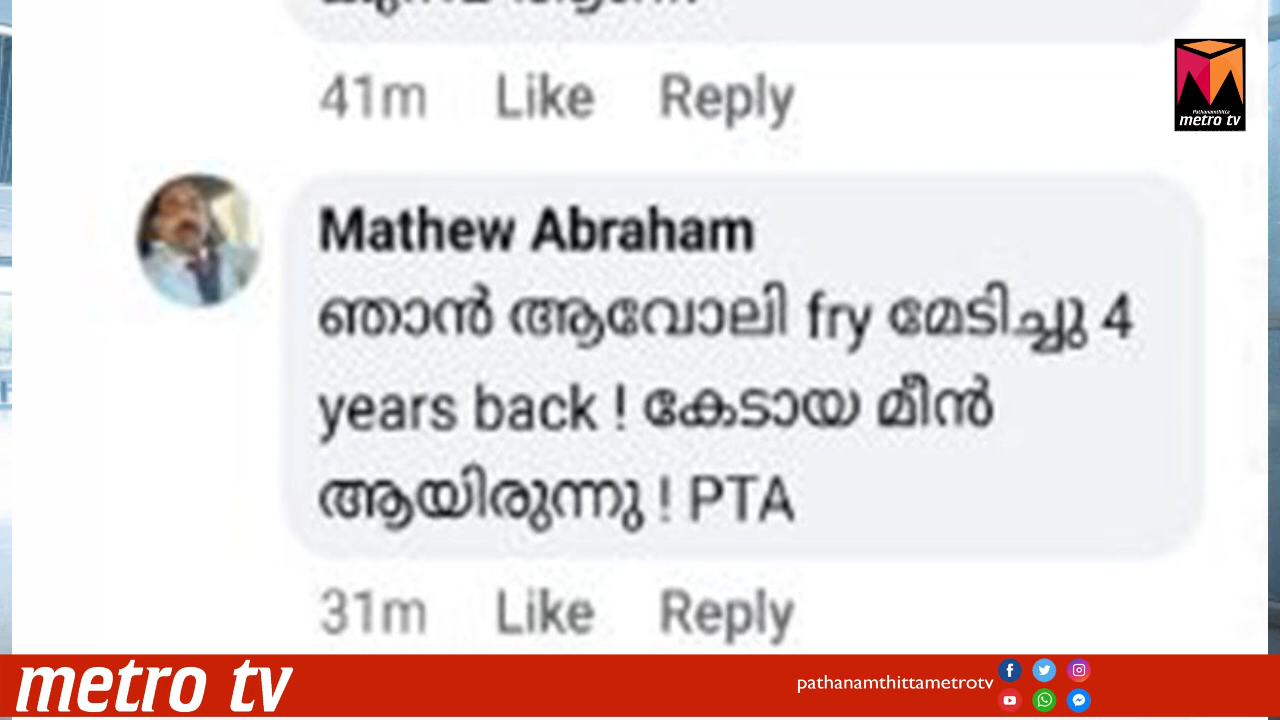 41m Like Reply
Pathanamthitta
metro tv
Mathew Abraham
ഞാൻ ആവോലി fry മേടിച്ചു 4
years back ! കേടായ മീൻ
ആയിരുന്നു ! PTA
31m Like Reply
metro tv
pathanamthittametrotv